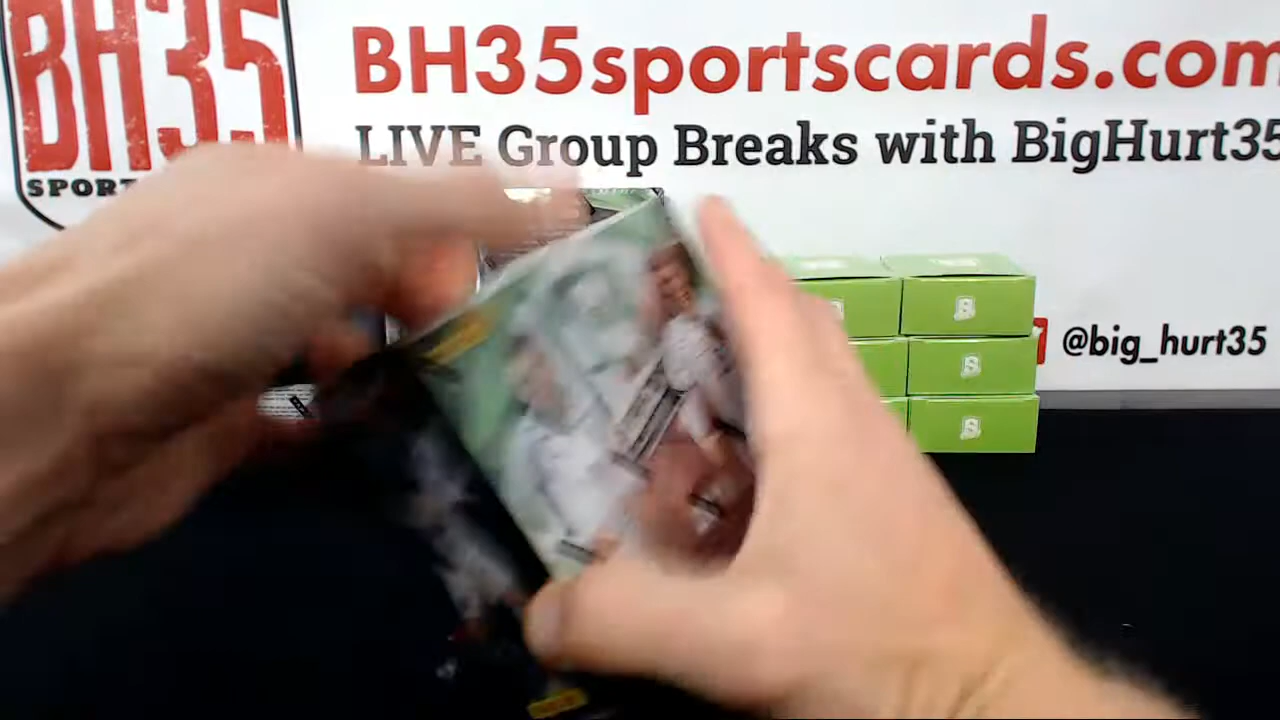 BH35
SPORT
BH35sportscards.com
LIVE Group Breaks with BigHurt35
@big_hurt35
S
S
S